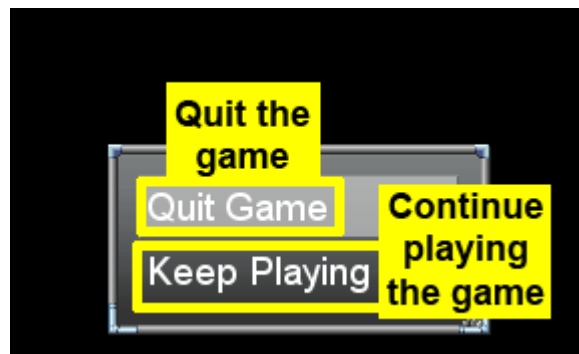 Quit the
game
Quit Game
Continue
playing
the game
Keep Playing